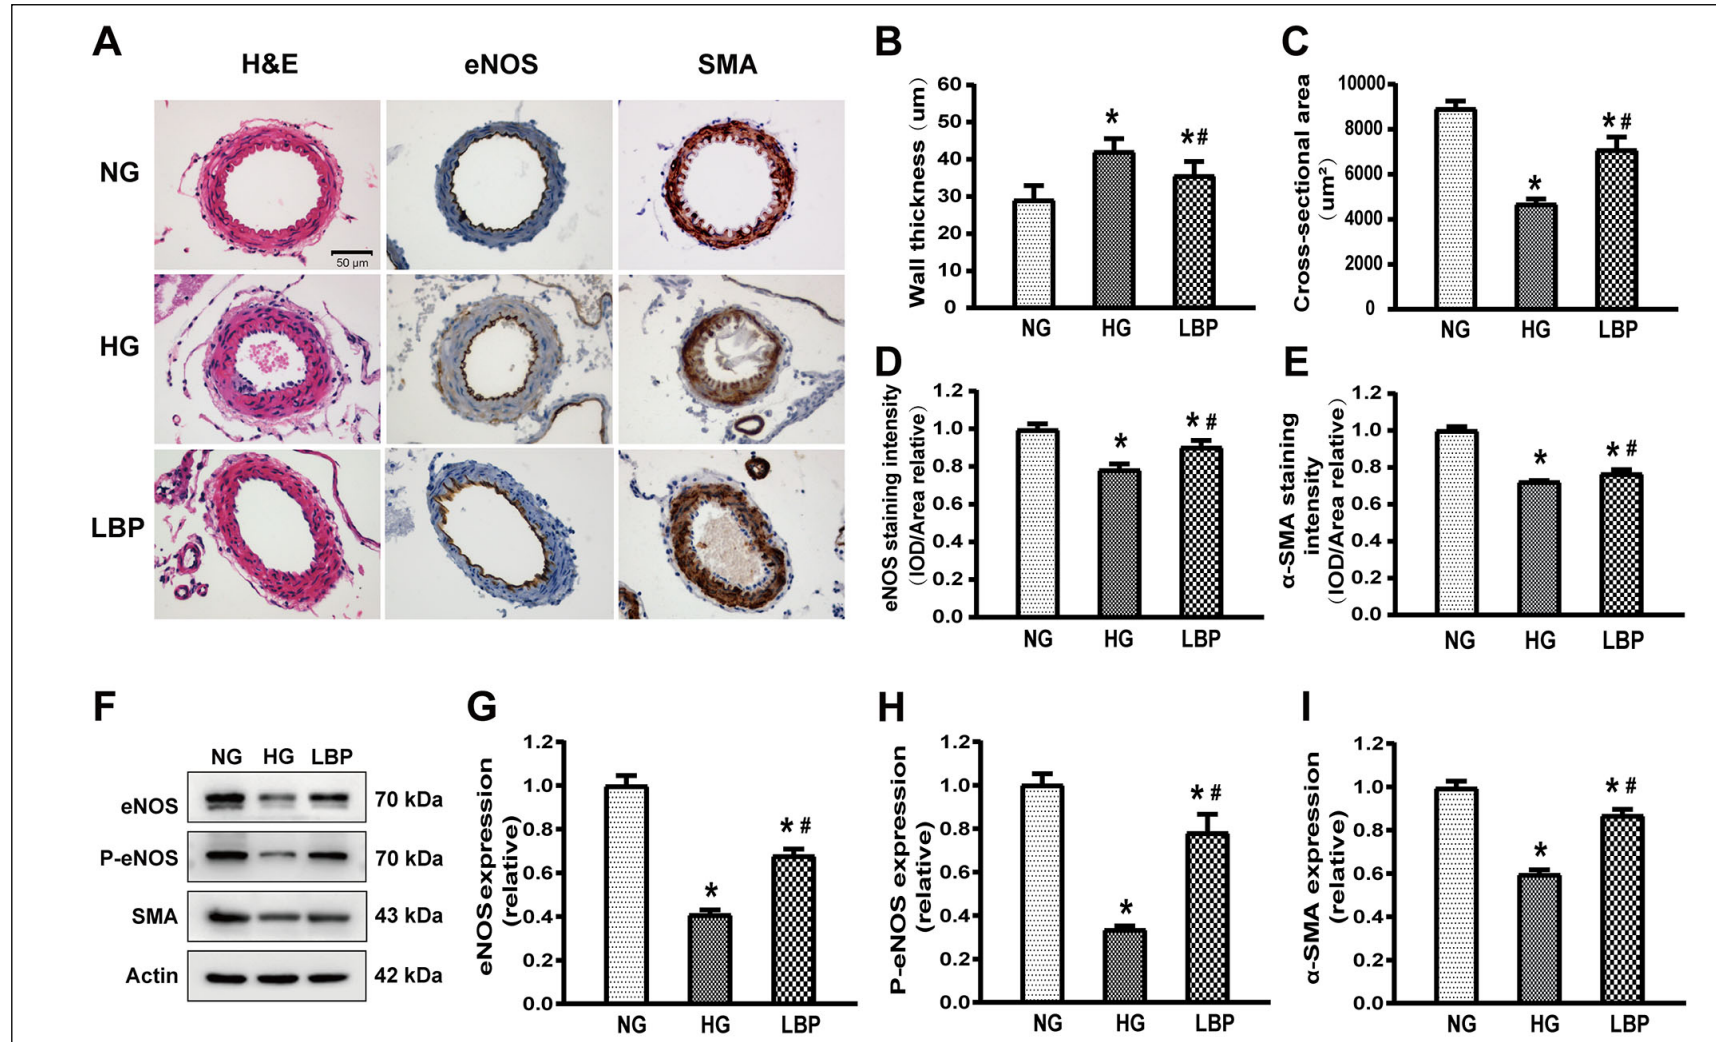 A
H&E
eNOS
SMA
NG
HG
LBP
50 µm
B
Wall thickness (um)
60
50
40
30
20
10
0
*
*#
NG HG LBP
C
Cross-sectional area
(um²)
10000
8000
6000
4000
2000
0
*
*#
NG HG LBP
D
eNOS staining intensity
(IOD/Area relative)
1.2
1.0
0.8
0.6
0.4
0.2
0.0
*
* #
NG HG LBP
E
α-SMA staining
intensity
(IOD/Area relative)
1.2
1.0
0.8
0.6
0.4
0.2
0.0
*
* #
NG HG LBP
F
NG HG LBP
eNOS 70 kDa
P-eNOS 70 kDa
SMA 43 kDa
Actin 42 kDa
G
eNOS expression
(relative)
1.2
1.0
0.8
0.6
0.4
0.2
0.0
*
* #
NG HG LBP
H
P-eNOS expression
(relative)
1.2
1.0
0.8
0.6
0.4
0.2
0.0
*
* #
NG HG LBP
I
α-SMA expression
(relative)
1.2
1.0
0.8
0.6
0.4
0.2
0.0
*
* #
NG HG LBP